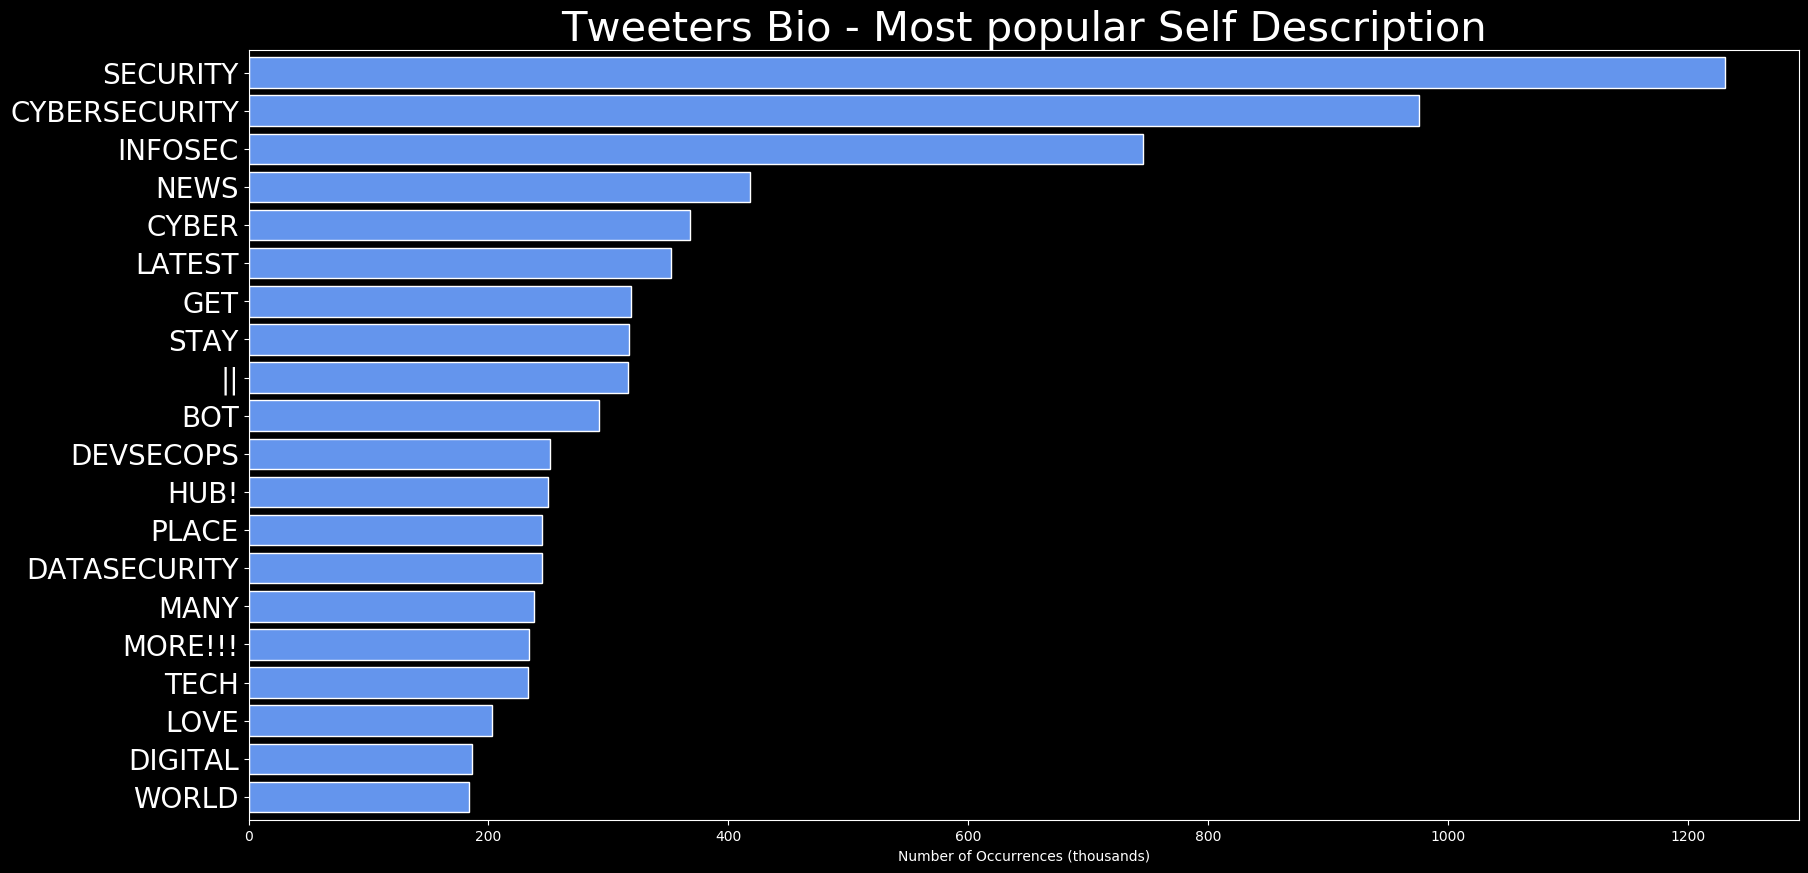 Tweeters Bio - Most popular Self Description
SECURITY
CYBERSECURITY
INFOSEC
NEWS
CYBER
LATEST
GET
STAY
||
BOT
DEVSECOPS
HUB!
PLACE
DATASECURITY
MANY
MORE!!!
TECH
LOVE
DIGITAL
WORLD
0 200 400 600 800 1000 1200
Number of Occurrences (thousands)